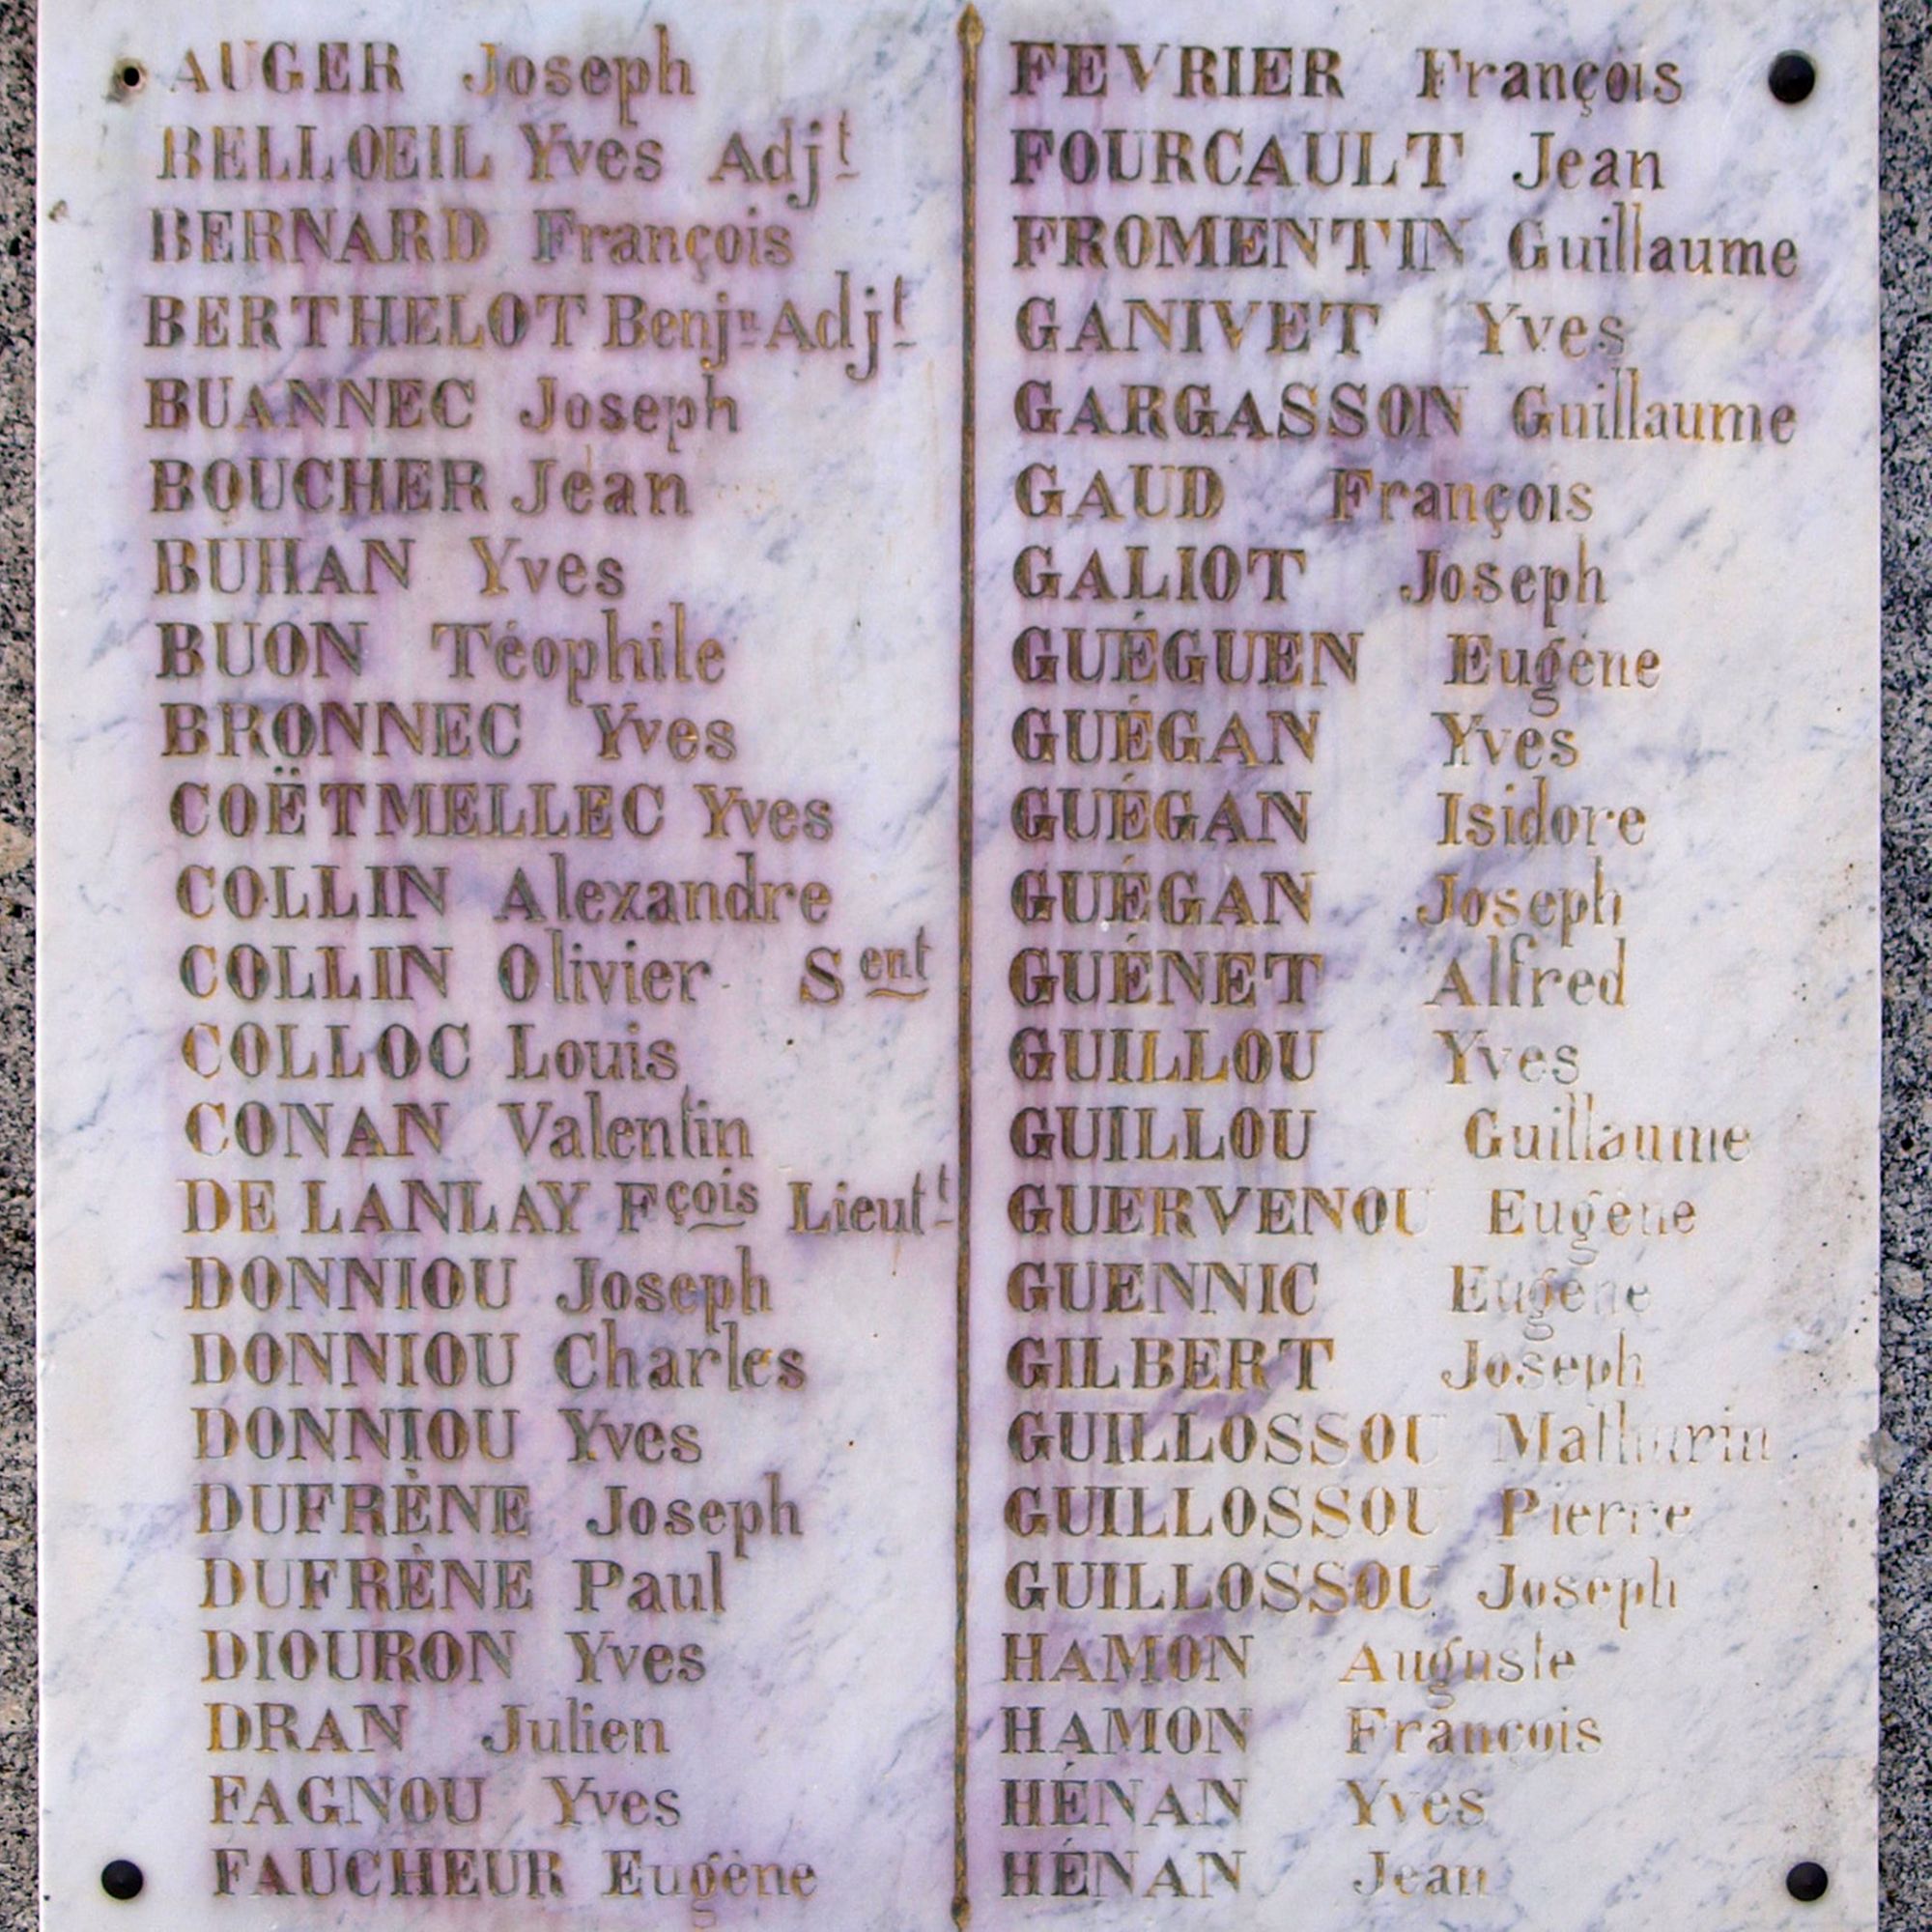 AUGER Joseph
BELLOEIL Yves Adjt
BERNARD François
BERTHELOT Benjn Adjt
BUANNEC Joseph
BOUCHER Jean
BUHAN Yves
BUON Téophile
BRONNEC Yves
COËTMELLEC Yves
COLLIN Alexandre
COLLIN Olivier Sent
COLLOC Louis
CONAN Valentin
DE LANLAY Fçois Lieutt
DONNIOU Joseph
DONNIOU Charles
DONNIOU Yves
DUFRÈNE Joseph
DUFRÈNE Paul
DIOURON Yves
DRAN Julien
FAGNOU Yves
FAUCHEUR Eugène
FEVRIER François
FOURCAULT Jean
FROMENTIN Guillaume
GANIVET Yves
GARGASSON Guillaume
GAUD François
GALIOT Joseph
GUÉGUEN Eugène
GUÉGAN Yves
GUÉGAN Isidore
GUÉGAN Joseph
GUÉNET Alfred
GUILLOU Yves
GUILLOU Guillaume
GUERVENOU Eugène
GUENNIC Eugène
GILBERT Joseph
GUILLOSSOU Mathurin
GUILLOSSOU Pierre
GUILLOSSOU Joseph
HAMON Auguste
HAMON François
HÉNAN Yves
HÉNAN Jean